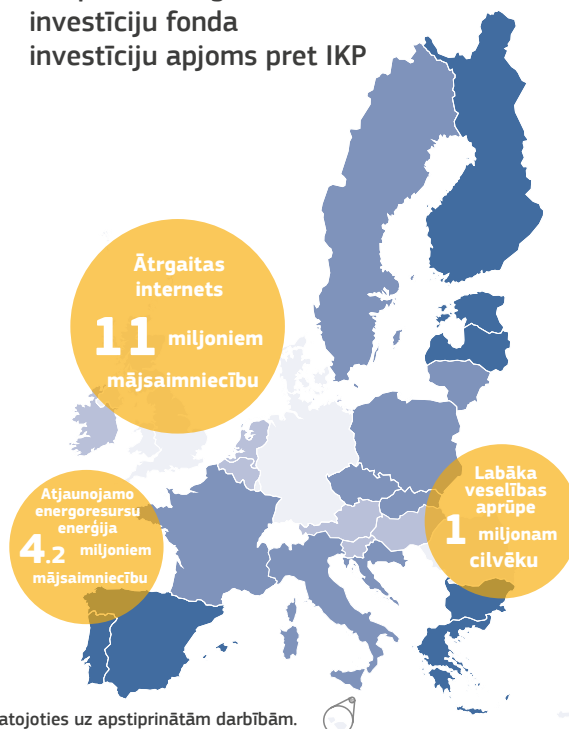 investīciju fonda
investīciju apjoms pret IKP
Ātrgaitas
internets
11 miljoniem
mājsaimniecību
Atjaunojamo
energoresursu
enerģija
4.2 miljoniem
mājsaimniecību
Labāka
veselības
aprūpe
1 miljonam
cilvēku
uz apstiprinātām darbībām.